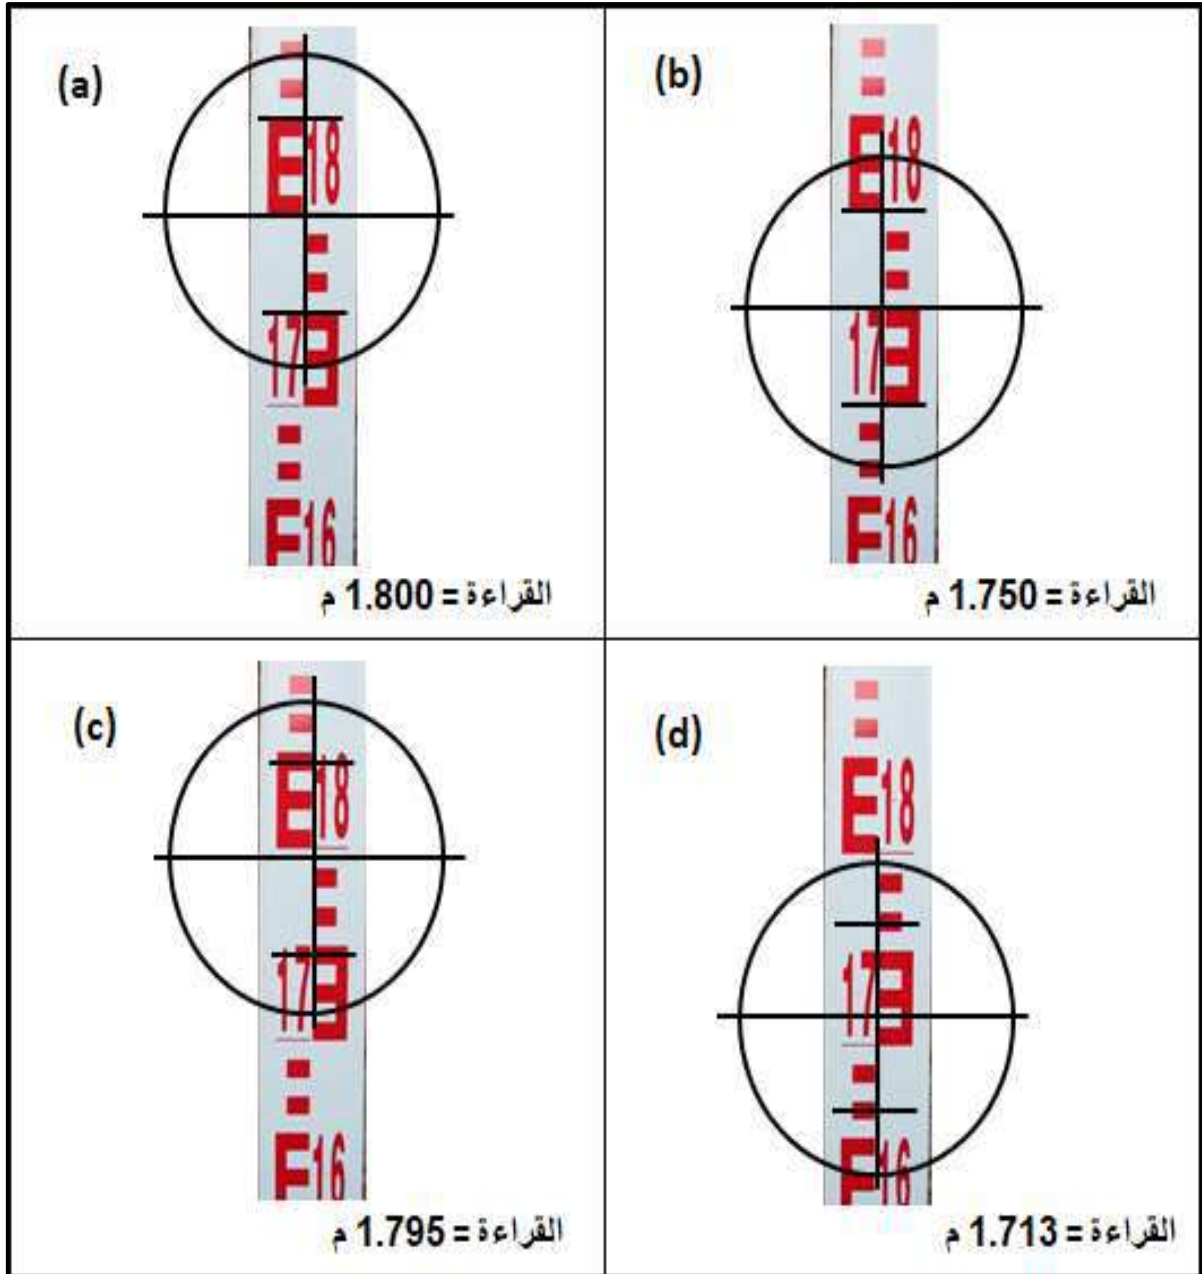 (a)
E18
17E
E16
القراءة = 1.800 م
(b)
E18
17E
E16
القراءة = 1.750 م
(c)
E18
17E
E16
القراءة = 1.795 م
(d)
E18
17E
E16
القراءة = 1.713 م